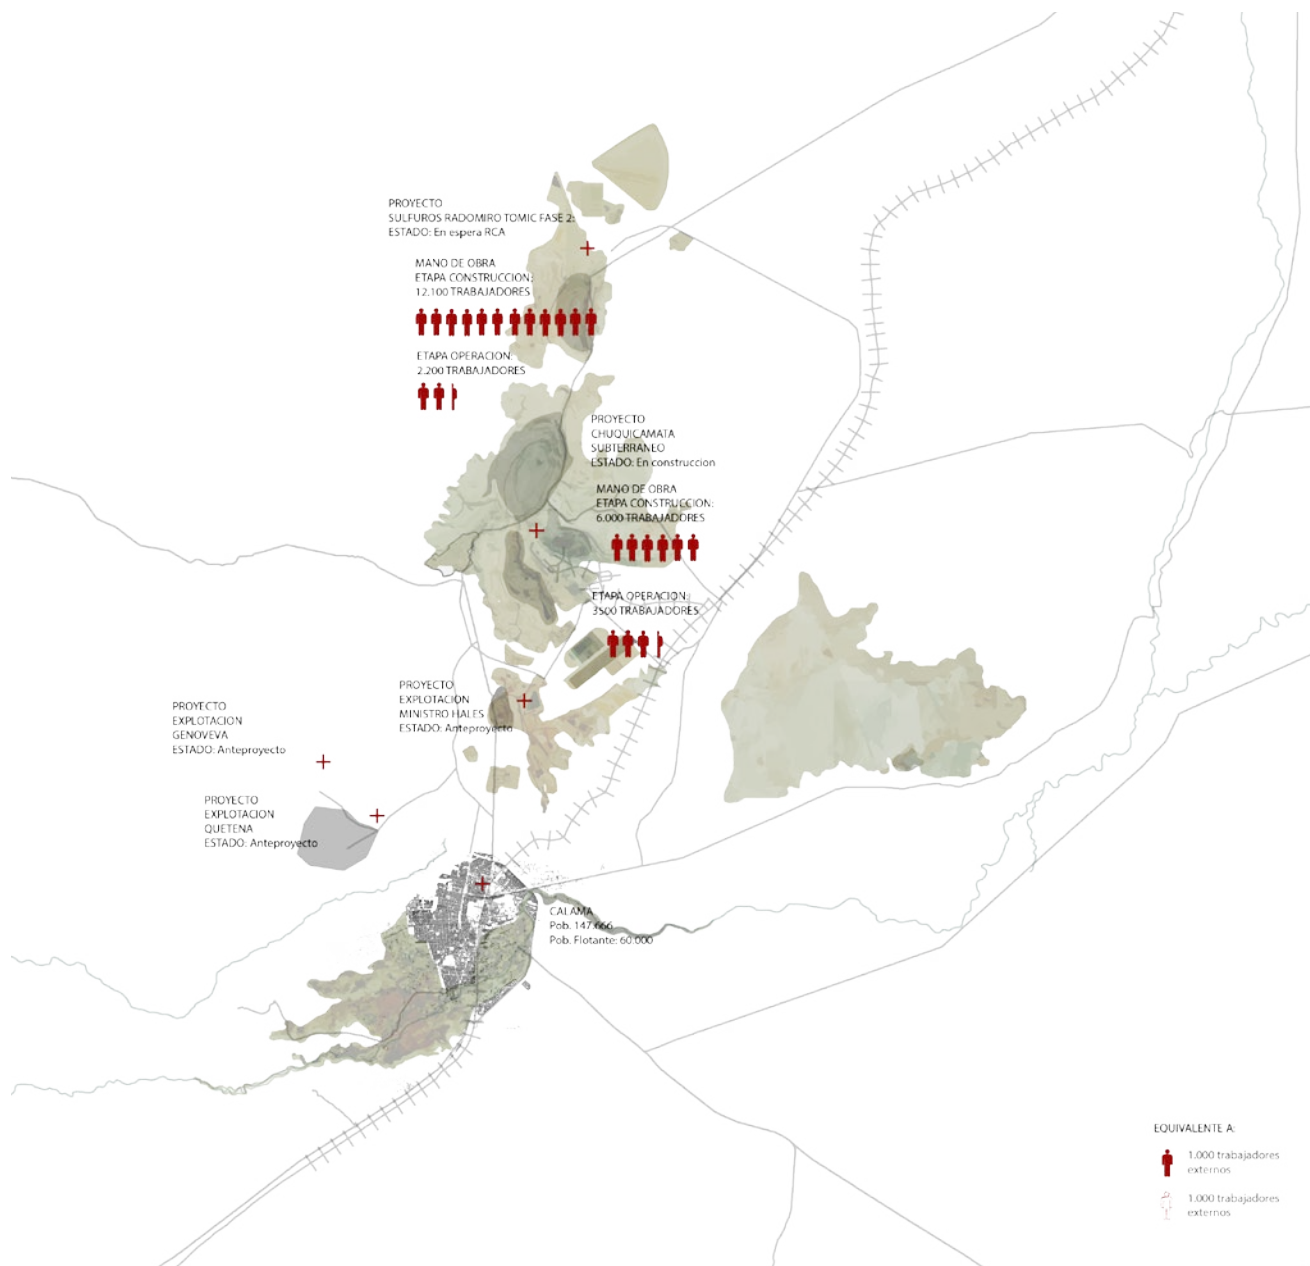 PROYECTO
SULFUROS RADOMIRO TOMIC FASE 2:
ESTADO: En espera RCA
MANO DE OBRA
ETAPA CONSTRUCCION:
12.100 TRABAJADORES
ETAPA OPERACION:
2.200 TRABAJADORES
PROYECTO
CHUQUICAMATA
SUBTERRANEO
ESTADO: En construccion
MANO DE OBRA
ETAPA CONSTRUCCION:
6.000 TRABAJADORES
ETAPA OPERACION:
3500 TRABAJADORES
PROYECTO
EXPLOTACION
MINISTRO HALES
ESTADO: Anteproyecto
PROYECTO
EXPLOTACION
GENOVEVA
ESTADO: Anteproyecto
PROYECTO
EXPLOTACION
QUETENA
ESTADO: Anteproyecto
CALAMA
Pob. 147.666
Pob. Flotante: 60.000
EQUIVALENTE A:
1.000 trabajadores
externos
1.000 trabajadores
externos